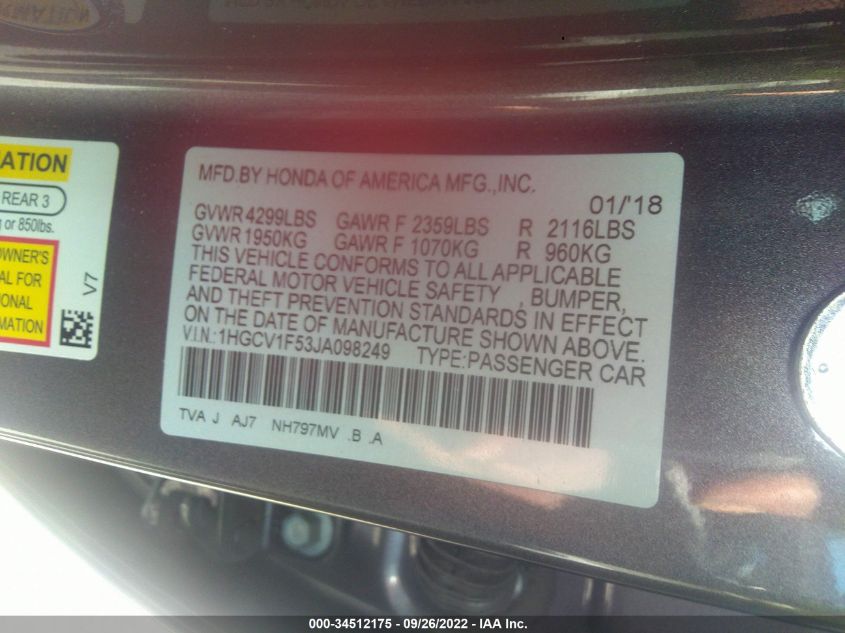 MATION
ATION
REAR 3
or 850lbs.
OWNER'S
AL FOR
IONAL
RMATION
V7
MFD.BY HONDA OF AMERICA MFG.,INC.
01/'18
GVWR 4299LBS GAWR F 2359LBS R 2116LBS
GVWR 1950KG GAWR F 1070KG R 960KG
THIS VEHICLE CONFORMS TO ALL APPLICABLE
FEDERAL MOTOR VEHICLE SAFETY , BUMPER,
AND THEFT PREVENTION STANDARDS IN EFFECT
ON THE DATE OF MANUFACTURE SHOWN ABOVE.
V.I.N.: 1HGCV1F53JA098249 TYPE:PASSENGER CAR
TVA J AJ7 NH797MV .B .A
000-34512175 - 09/26/2022 - IAA Inc.